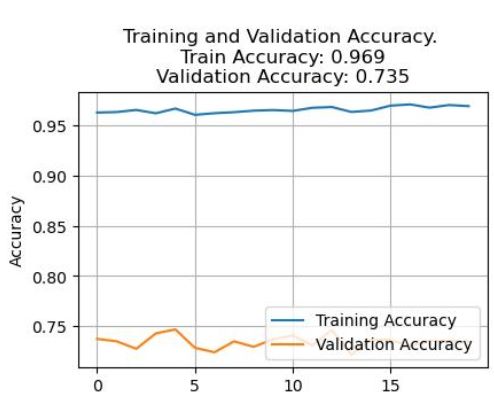 Training and Validation Accuracy.
Train Accuracy: 0.969
Validation Accuracy: 0.735
0.95
0.90
0.85
0.80
0.75
Accuracy
Training Accuracy
Validation Accuracy
0 5 10 15